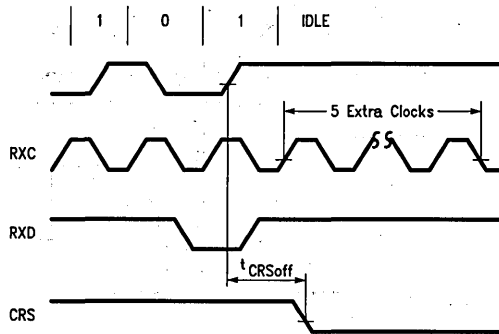 1 0 1 IDLE
5 Extra Clocks
RXC
RXD
tCRSoff
CRS